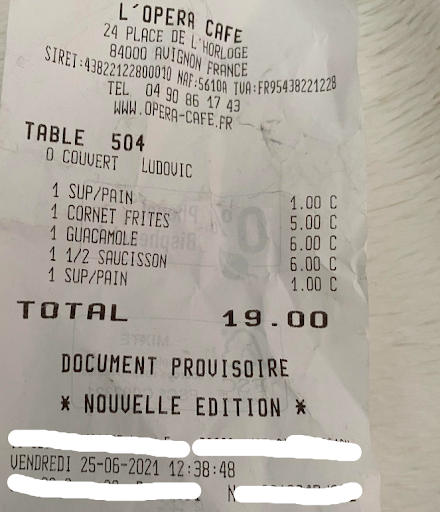 L'OPERA CAFE
24 PLACE DE L'HORLOGE
84000 AVIGNON FRANCE
SIRET:43822122800010 NAF:5610A TVA:FR95438221228
TEL 04 90 86 17 43
WWW.OPERA-CAFE.FR
TABLE 504
0 COUVERT LUDOVIC
1 SUP/PAIN 1.00 C
1 CORNET FRITES 5.00 C
1 GUACAMOLE 6.00 C
1 1/2 SAUCISSON 6.00 C
1 SUP/PAIN 1.00 C
TOTAL 19.00
DOCUMENT PROVISOIRE
* NOUVELLE EDITION *
VENDREDI 25-06-2021 12:38:48